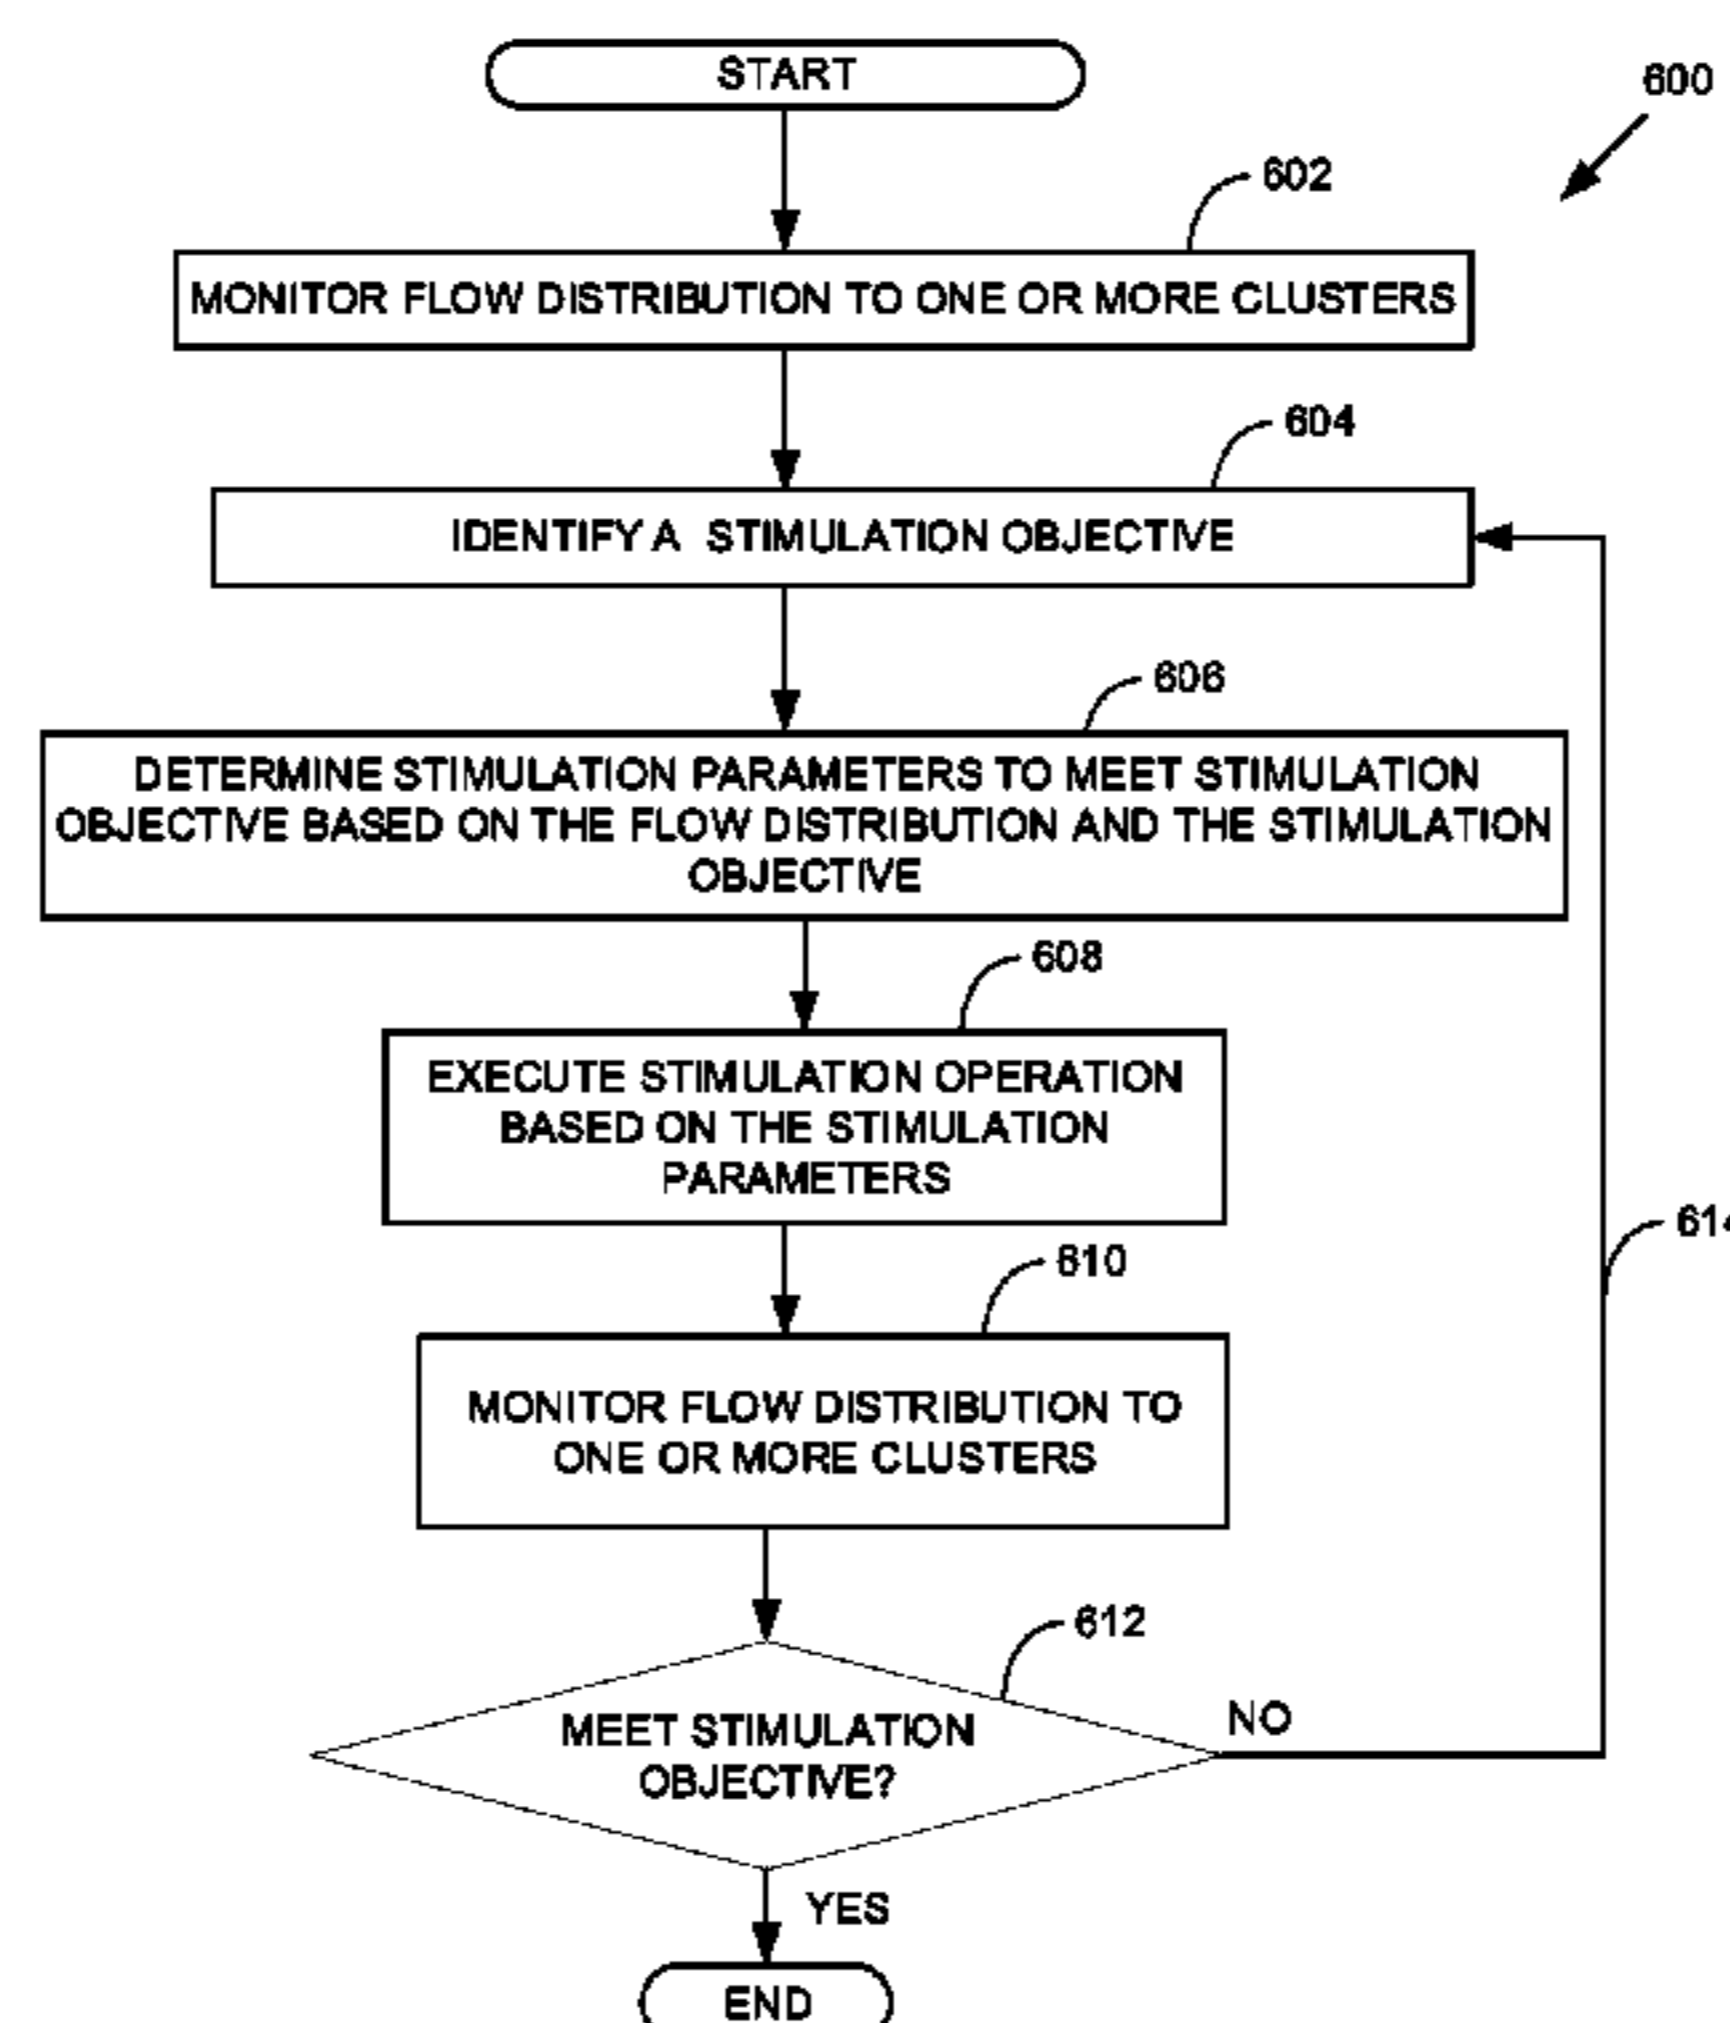 START
600
602
MONITOR FLOW DISTRIBUTION TO ONE OR MORE CLUSTERS
604
IDENTIFY A STIMULATION OBJECTIVE
606
DETERMINE STIMULATION PARAMETERS TO MEET STIMULATION
OBJECTIVE BASED ON THE FLOW DISTRIBUTION AND THE STIMULATION
OBJECTIVE
608
EXECUTE STIMULATION OPERATION
BASED ON THE STIMULATION
PARAMETERS
614
610
MONITOR FLOW DISTRIBUTION TO
ONE OR MORE CLUSTERS
612
MEET STIMULATION
OBJECTIVE?
NO
YES
END